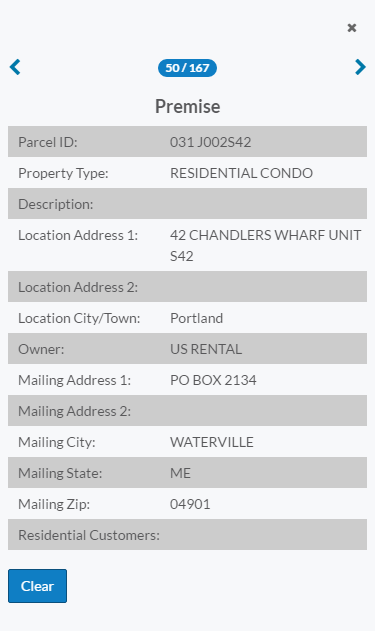 50 / 167
Premise
Parcel ID: 031 J002S42
Property Type: RESIDENTIAL CONDO
Description:
Location Address 1: 42 CHANDLERS WHARF UNIT
S42
Location Address 2:
Location City/Town: Portland
Owner: US RENTAL
Mailing Address 1: PO BOX 2134
Mailing Address 2:
Mailing City: WATERVILLE
Mailing State: ME
Mailing Zip: 04901
Residential Customers:
Clear